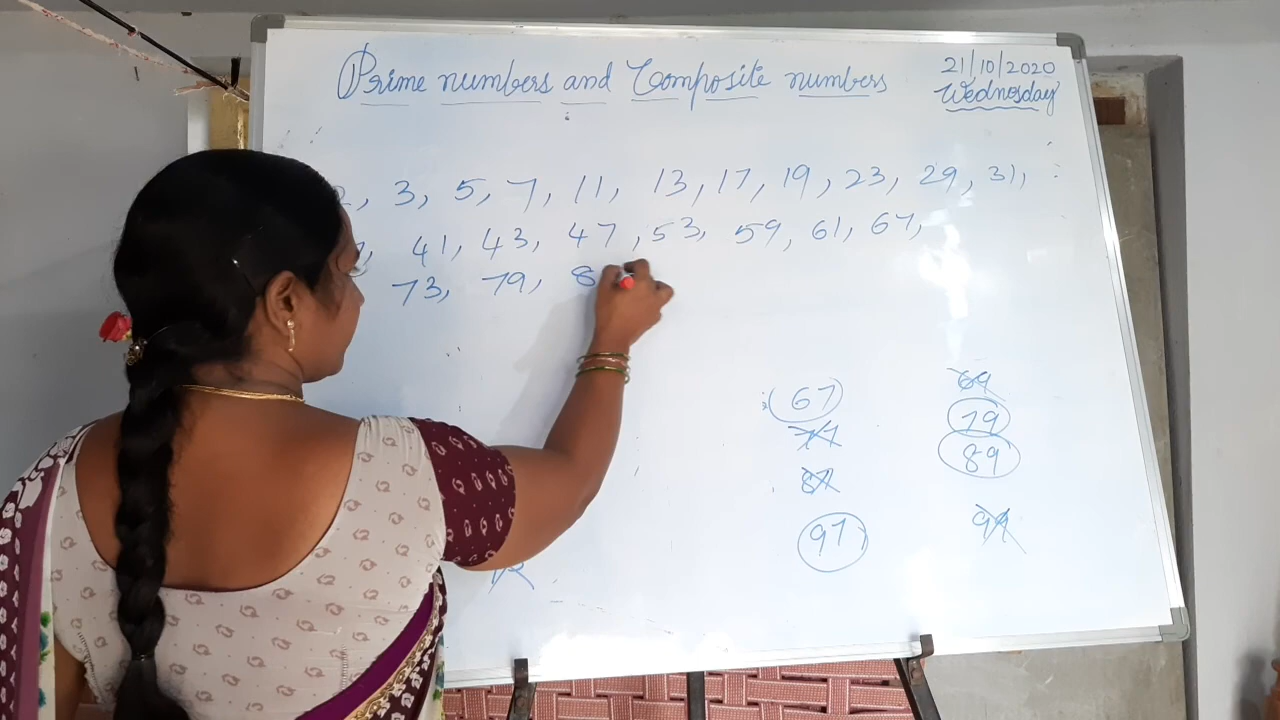 Prime numbers and Composite numbers
21/10/2020
Wednesday
2, 3, 5, 7, 11, 13, 17, 19, 23, 29, 31,
41, 43, 47, 53, 59, 61, 67,
73, 79, 8
67 69
77 79
87 89
97 99